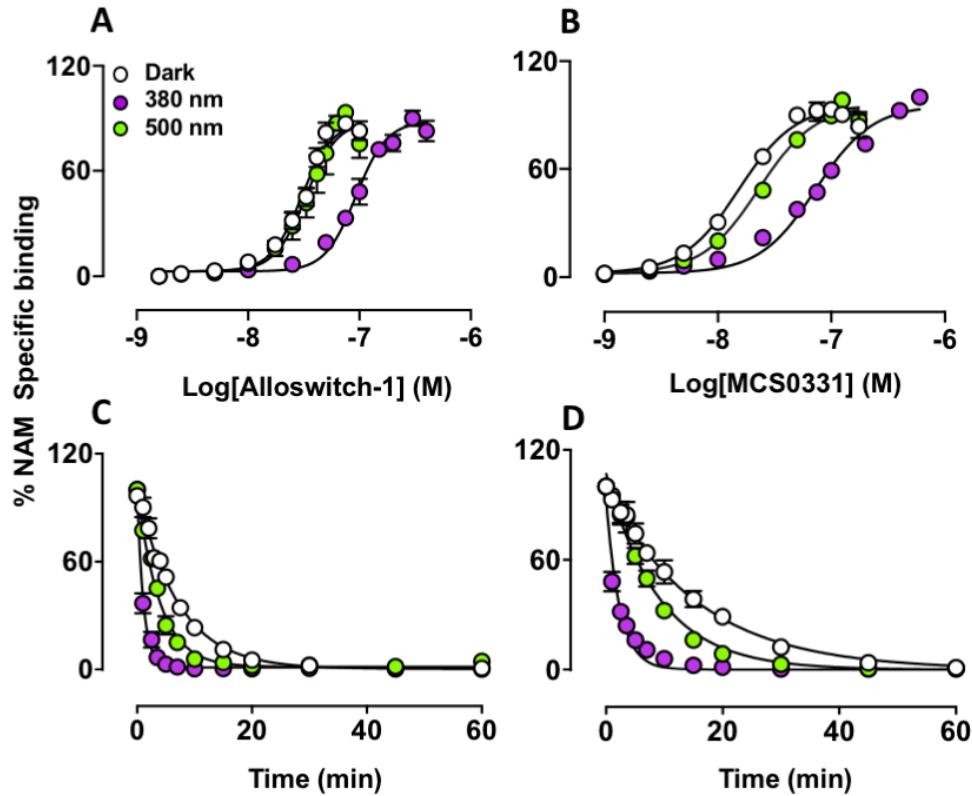 A
B
% NAM Specific binding
120
60
0
Dark
380 nm
500 nm
-9
-8
-7
-6
Log[Alloswitch-1] (M)
120
60
0
-9
-8
-7
-6
Log[MCS0331] (M)
C
D
120
60
0
0
20
40
60
Time (min)
120
60
0
0
20
40
60
Time (min)